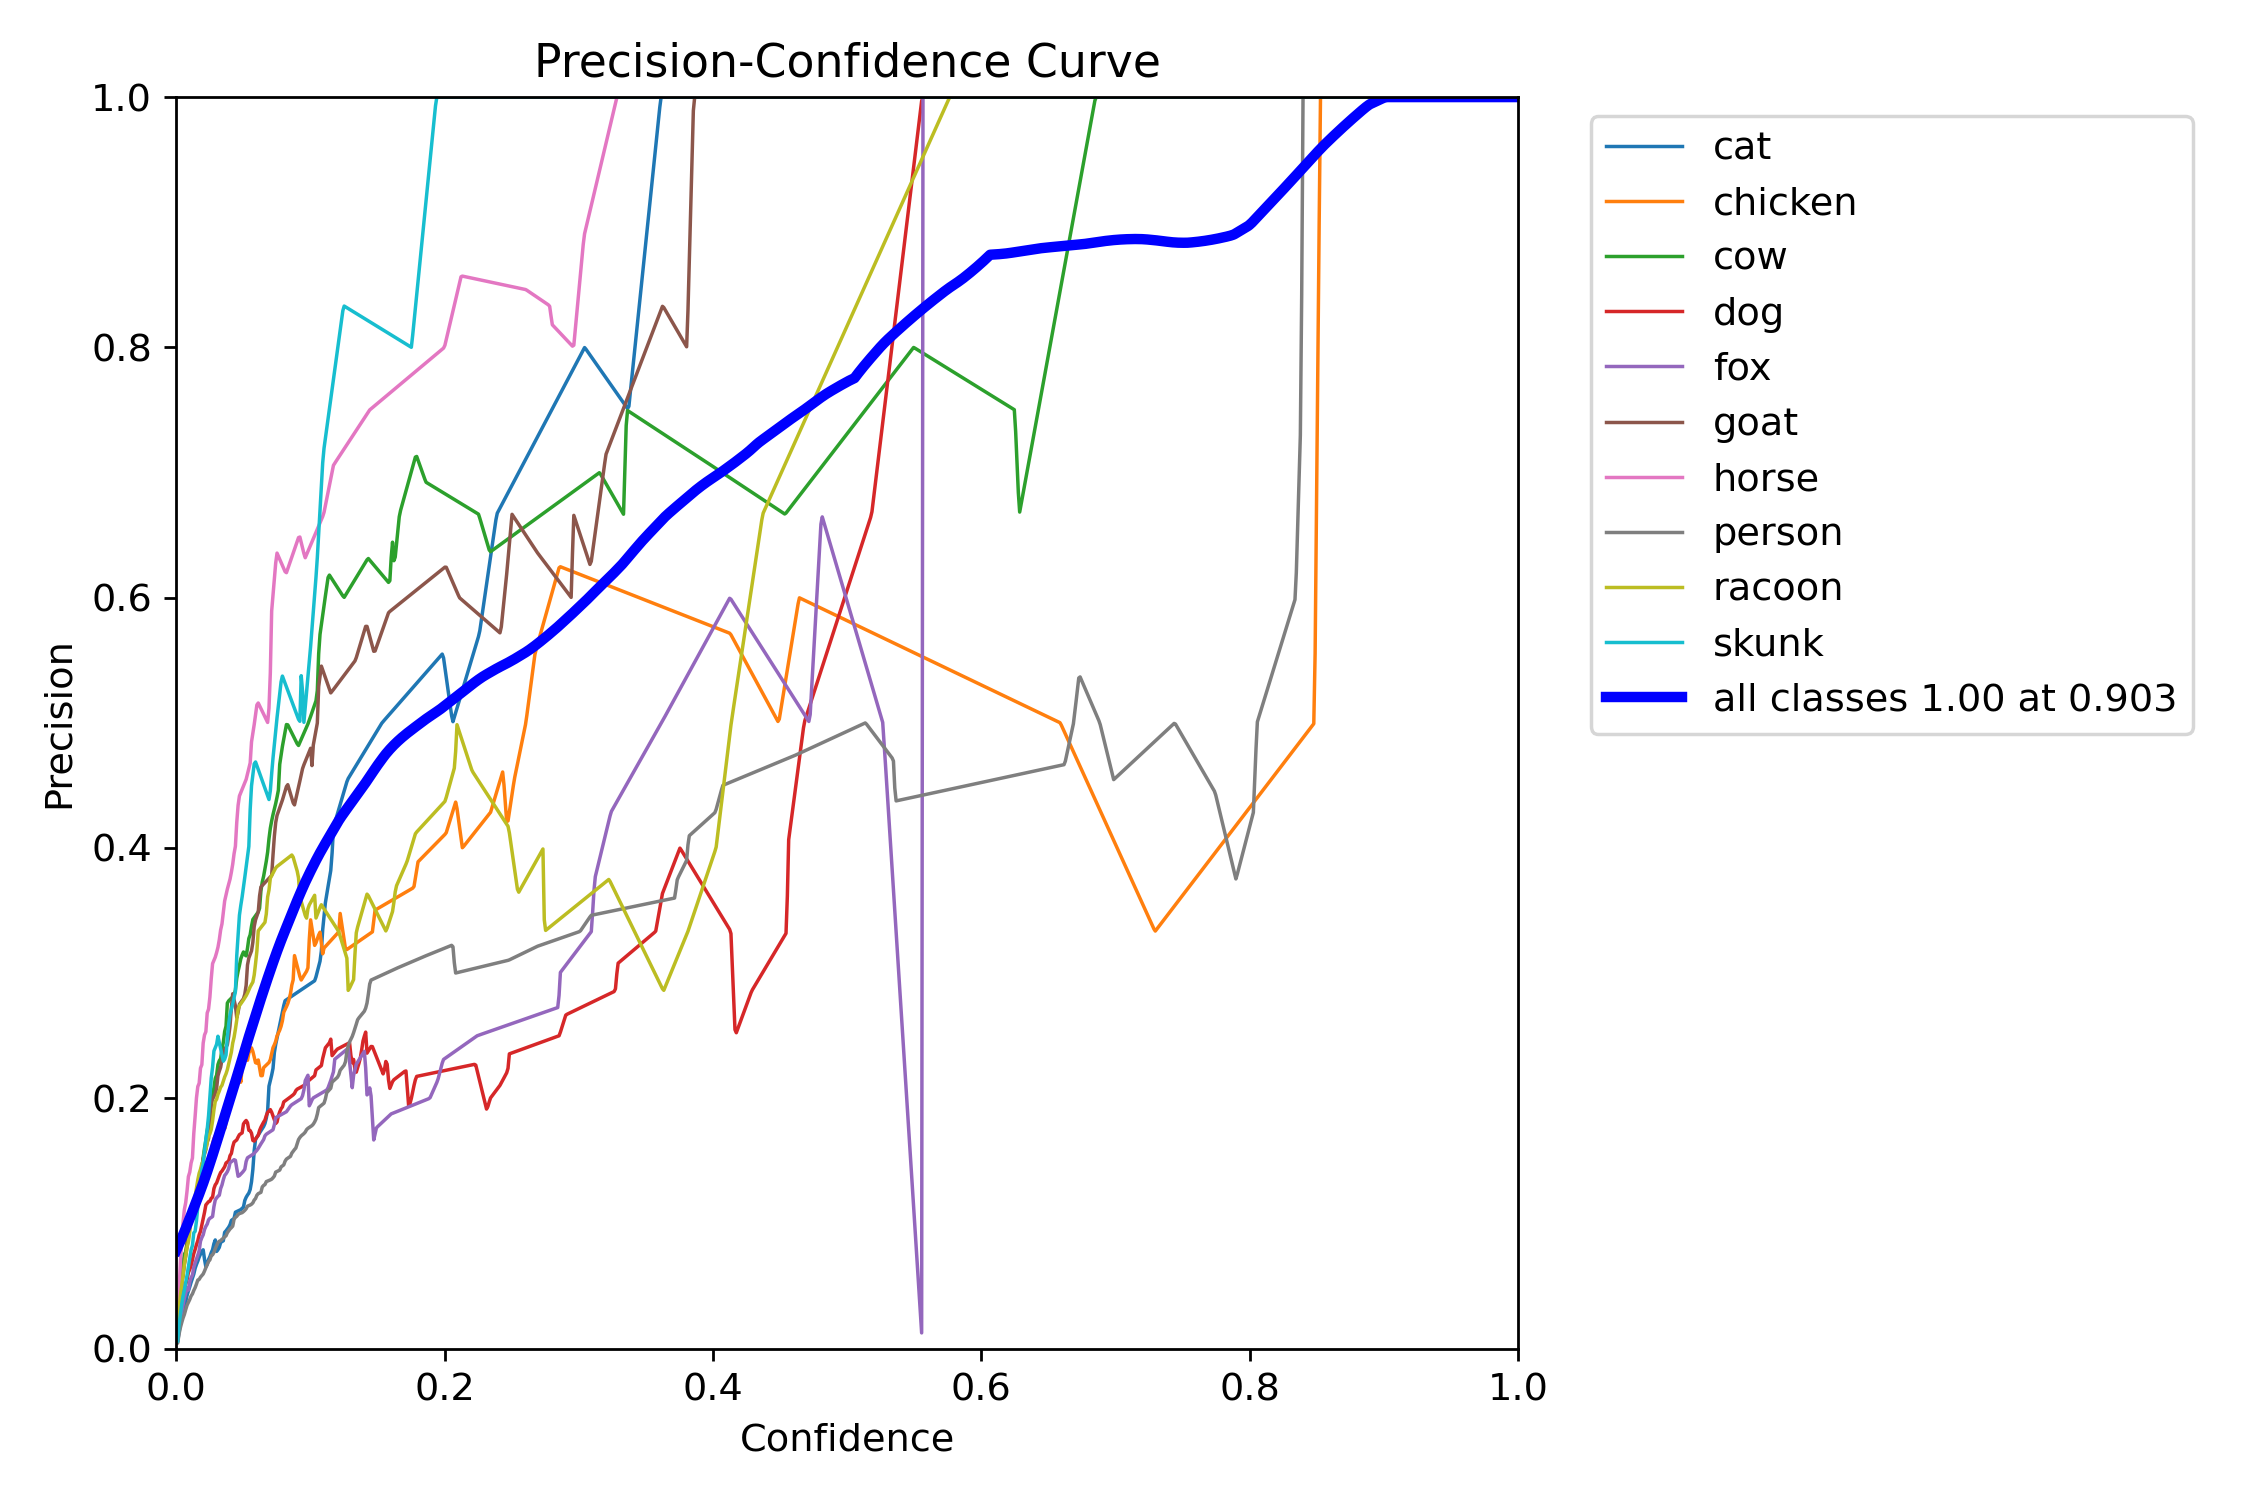 Precision-Confidence Curve
1.0
0.8
0.6
0.4
0.2
0.0
Precision
0.0 0.2 0.4 0.6 0.8 1.0
Confidence
cat
chicken
cow
dog
fox
goat
horse
person
racoon
skunk
all classes 1.00 at 0.903